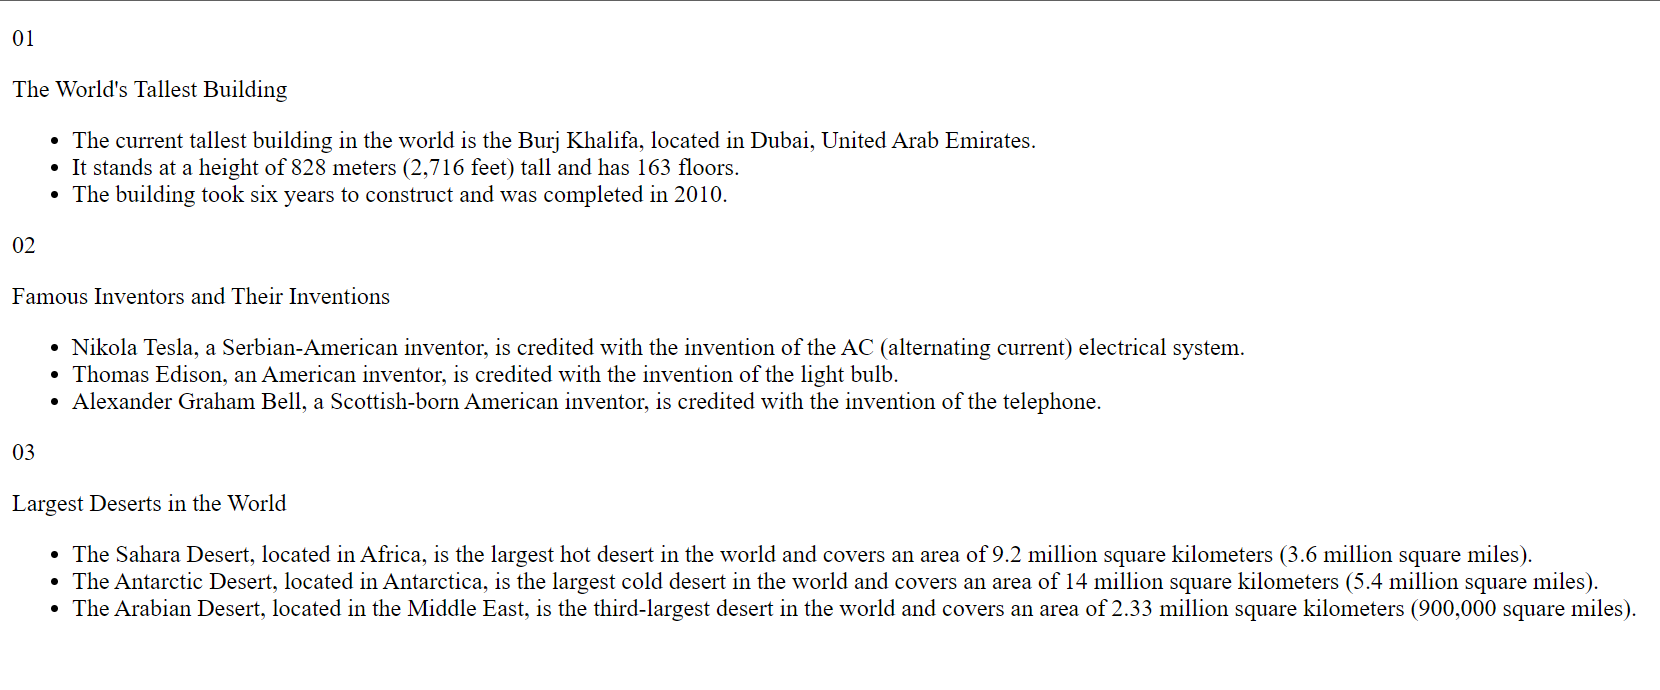 01
The World's Tallest Building
• The current tallest building in the world is the Burj Khalifa, located in Dubai, United Arab Emirates.
• It stands at a height of 828 meters (2,716 feet) tall and has 163 floors.
• The building took six years to construct and was completed in 2010.
02
Famous Inventors and Their Inventions
• Nikola Tesla, a Serbian-American inventor, is credited with the invention of the AC (alternating current) electrical system.
• Thomas Edison, an American inventor, is credited with the invention of the light bulb.
• Alexander Graham Bell, a Scottish-born American inventor, is credited with the invention of the telephone.
03
Largest Deserts in the World
• The Sahara Desert, located in Africa, is the largest hot desert in the world and covers an area of 9.2 million square kilometers (3.6 million square miles).
• The Antarctic Desert, located in Antarctica, is the largest cold desert in the world and covers an area of 14 million square kilometers (5.4 million square miles).
• The Arabian Desert, located in the Middle East, is the third-largest desert in the world and covers an area of 2.33 million square kilometers (900,000 square miles).